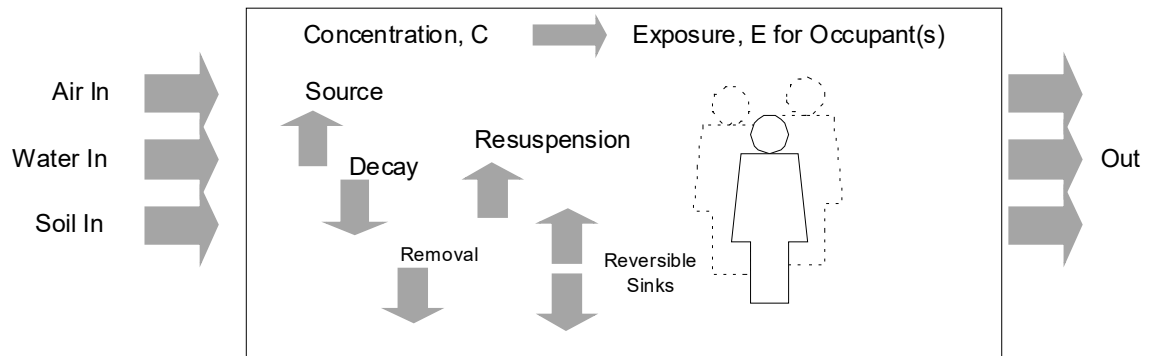 Concentration, C
Exposure, E for Occupant(s)
Air In
Source
Resuspension
Water In
Decay
Out
Soil In
Removal
Reversible
Sinks